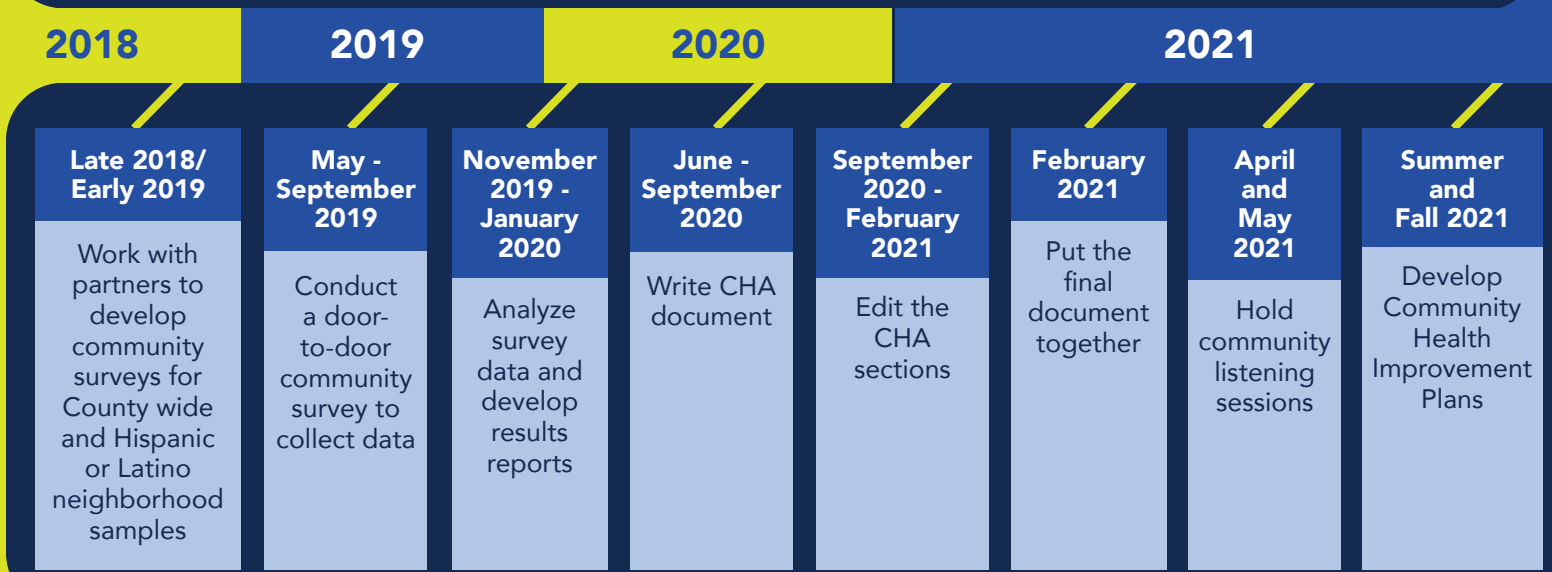 2018
2019
2020
2021
Late 2018/
Early 2019
Work with
partners to
develop
community
surveys for
County wide
and Hispanic
or Latino
neighborhood
samples
May -
September
2019
Conduct
a door-
to-door
community
survey to
collect data
November
2019 -
January
2020
Analyze
survey
data and
develop
results
reports
June -
September
2020
Write CHA
document
September
2020 -
February
2021
Edit the
CHA
sections
February
2021
Put the
final
document
together
April
and
May
2021
Hold
community
listening
sessions
Summer
and
Fall 2021
Develop
Community
Health
Improvement
Plans